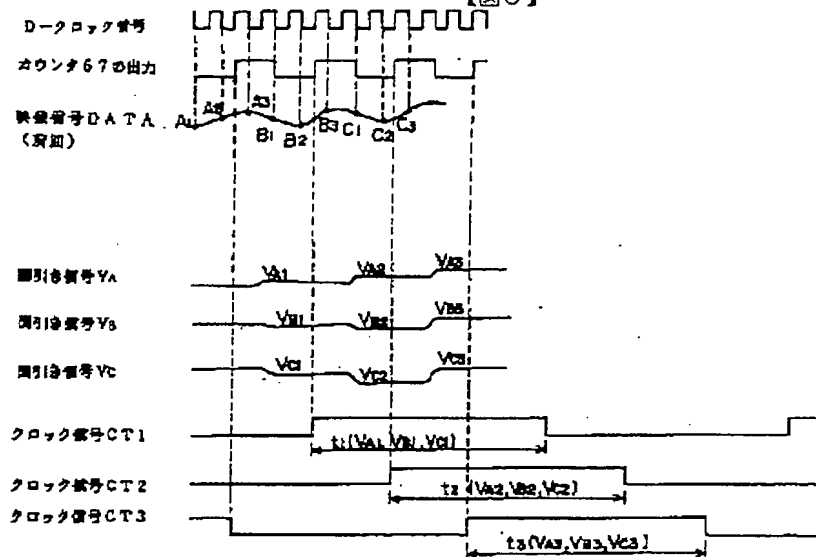 Dークロック信号
カウンタ67の出力
映像信号DATA
A1 A2 A3 B1 B2 B3 C1 C2 C3
間引き信号VA
VA1 VA2 VA3
間引き信号VB
VB1 VB2 VB3
間引き信号VC
VC1 VC2 VC3
クロック信号CT1
t1(VA1,VB1,VC1)
クロック信号CT2
t2(VA2,VB2,VC2)
クロック信号CT3
t3(VA3,VB3,VC3)